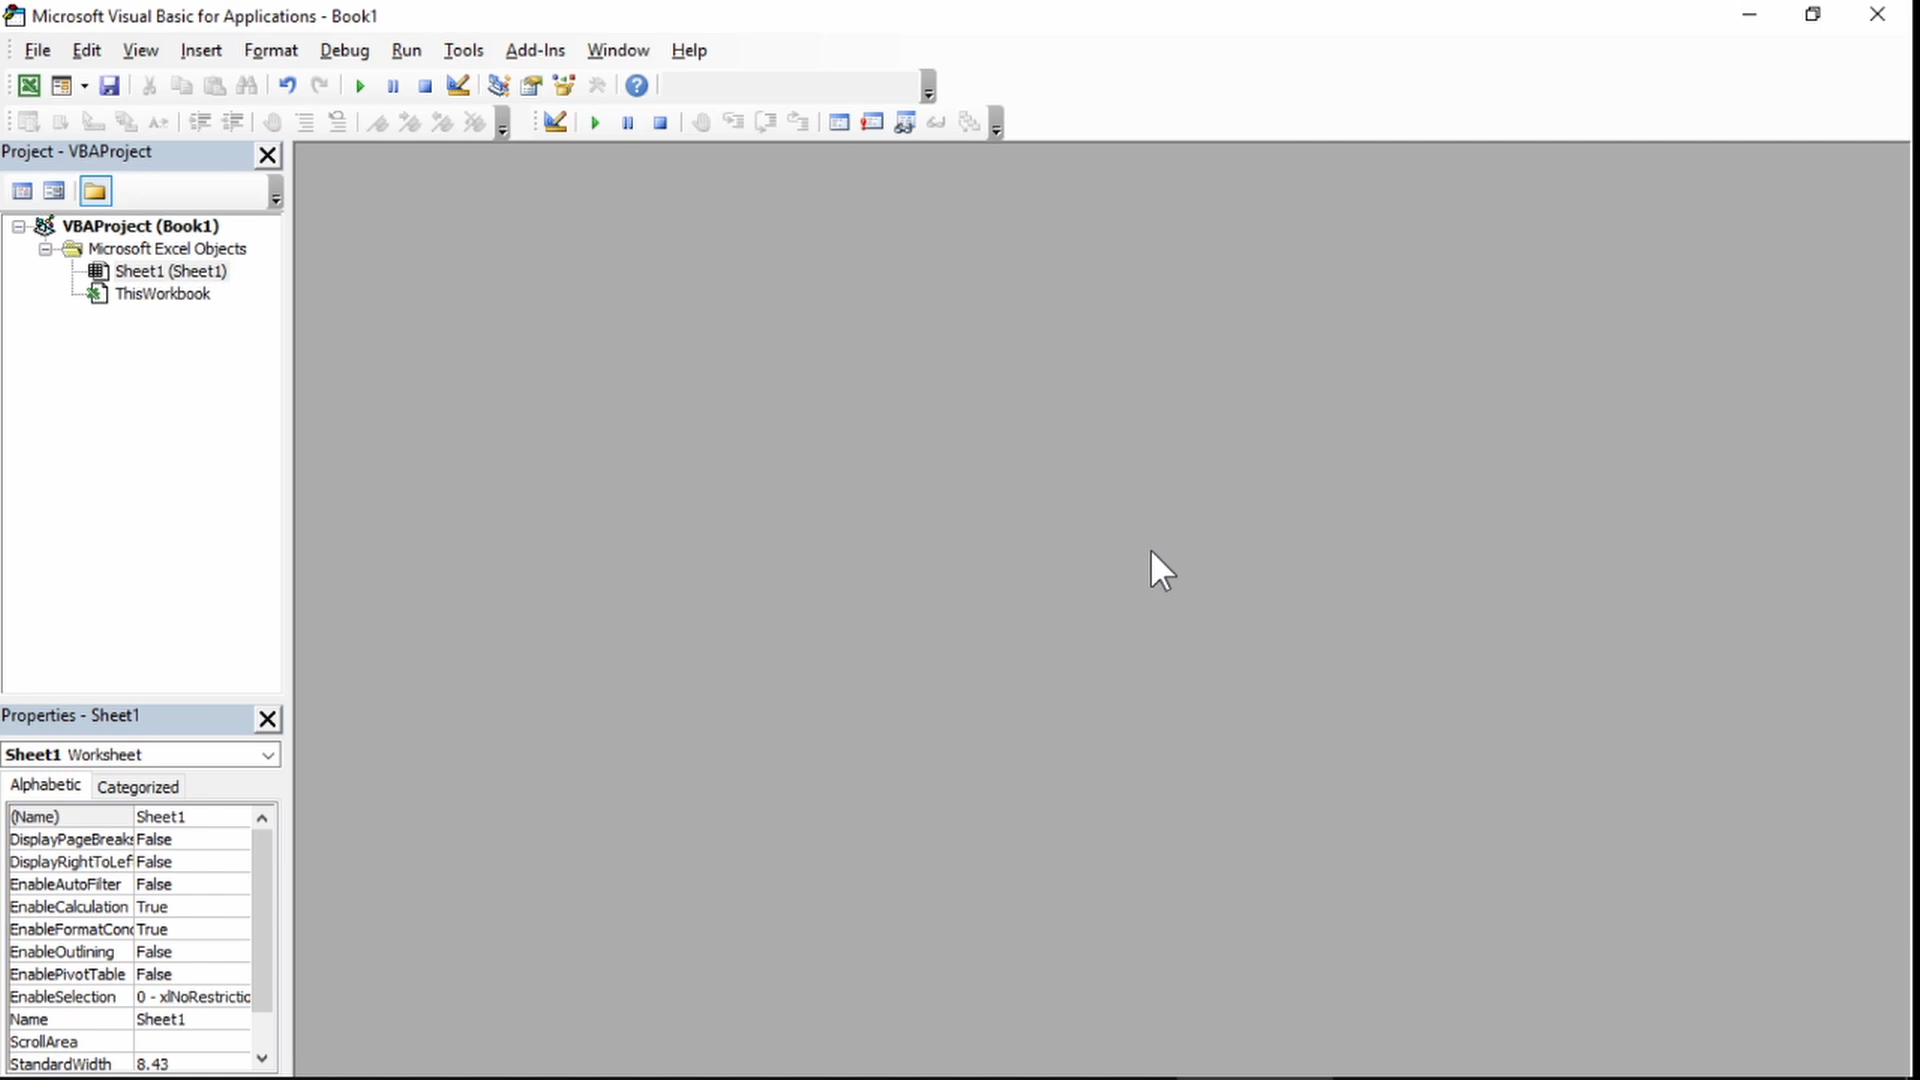 Microsoft Visual Basic for Applications - Book1
File Edit View Insert Format Debug Run Tools Add-Ins Window Help
Project - VBAProject
VBAProject (Book1)
Microsoft Excel Objects
Sheet1 (Sheet1)
ThisWorkbook
Properties - Sheet1
Sheet1 Worksheet
Alphabetic Categorized
(Name) Sheet1
DisplayPageBreaks False
DisplayRightToLef False
EnableAutoFilter False
EnableCalculation True
EnableFormatCond True
EnableOutlining False
EnablePivotTable False
EnableSelection 0 - xlNoRestrictio
Name Sheet1
ScrollArea
StandardWidth 8.43